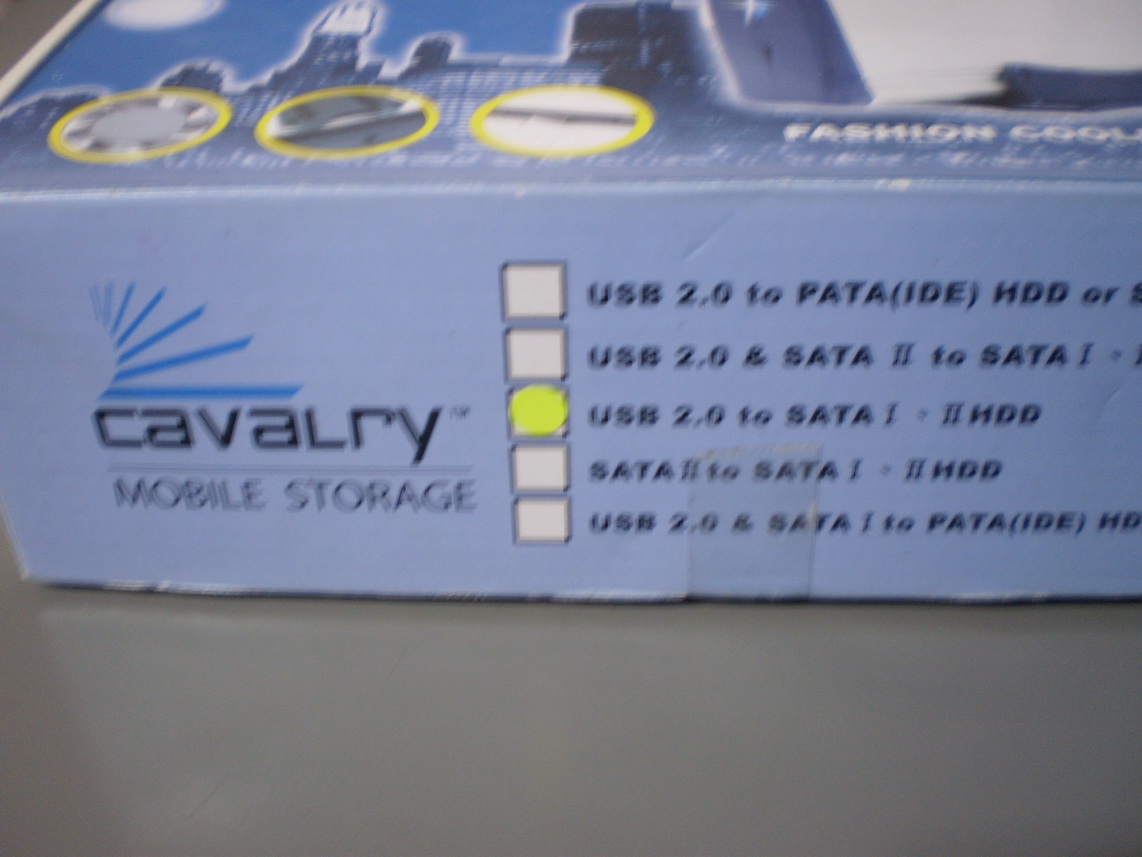 FASHION COOL
cavalry™
MOBILE STORAGE
USB 2.0 to PATA(IDE) HDD or
USB 2.0 & SATA II to SATA I 。
USB 2.0 to SATA I 。 II HDD
SATA II to SATA I 。 II HDD
USB 2.0 & SATA I to PATA(IDE) HD